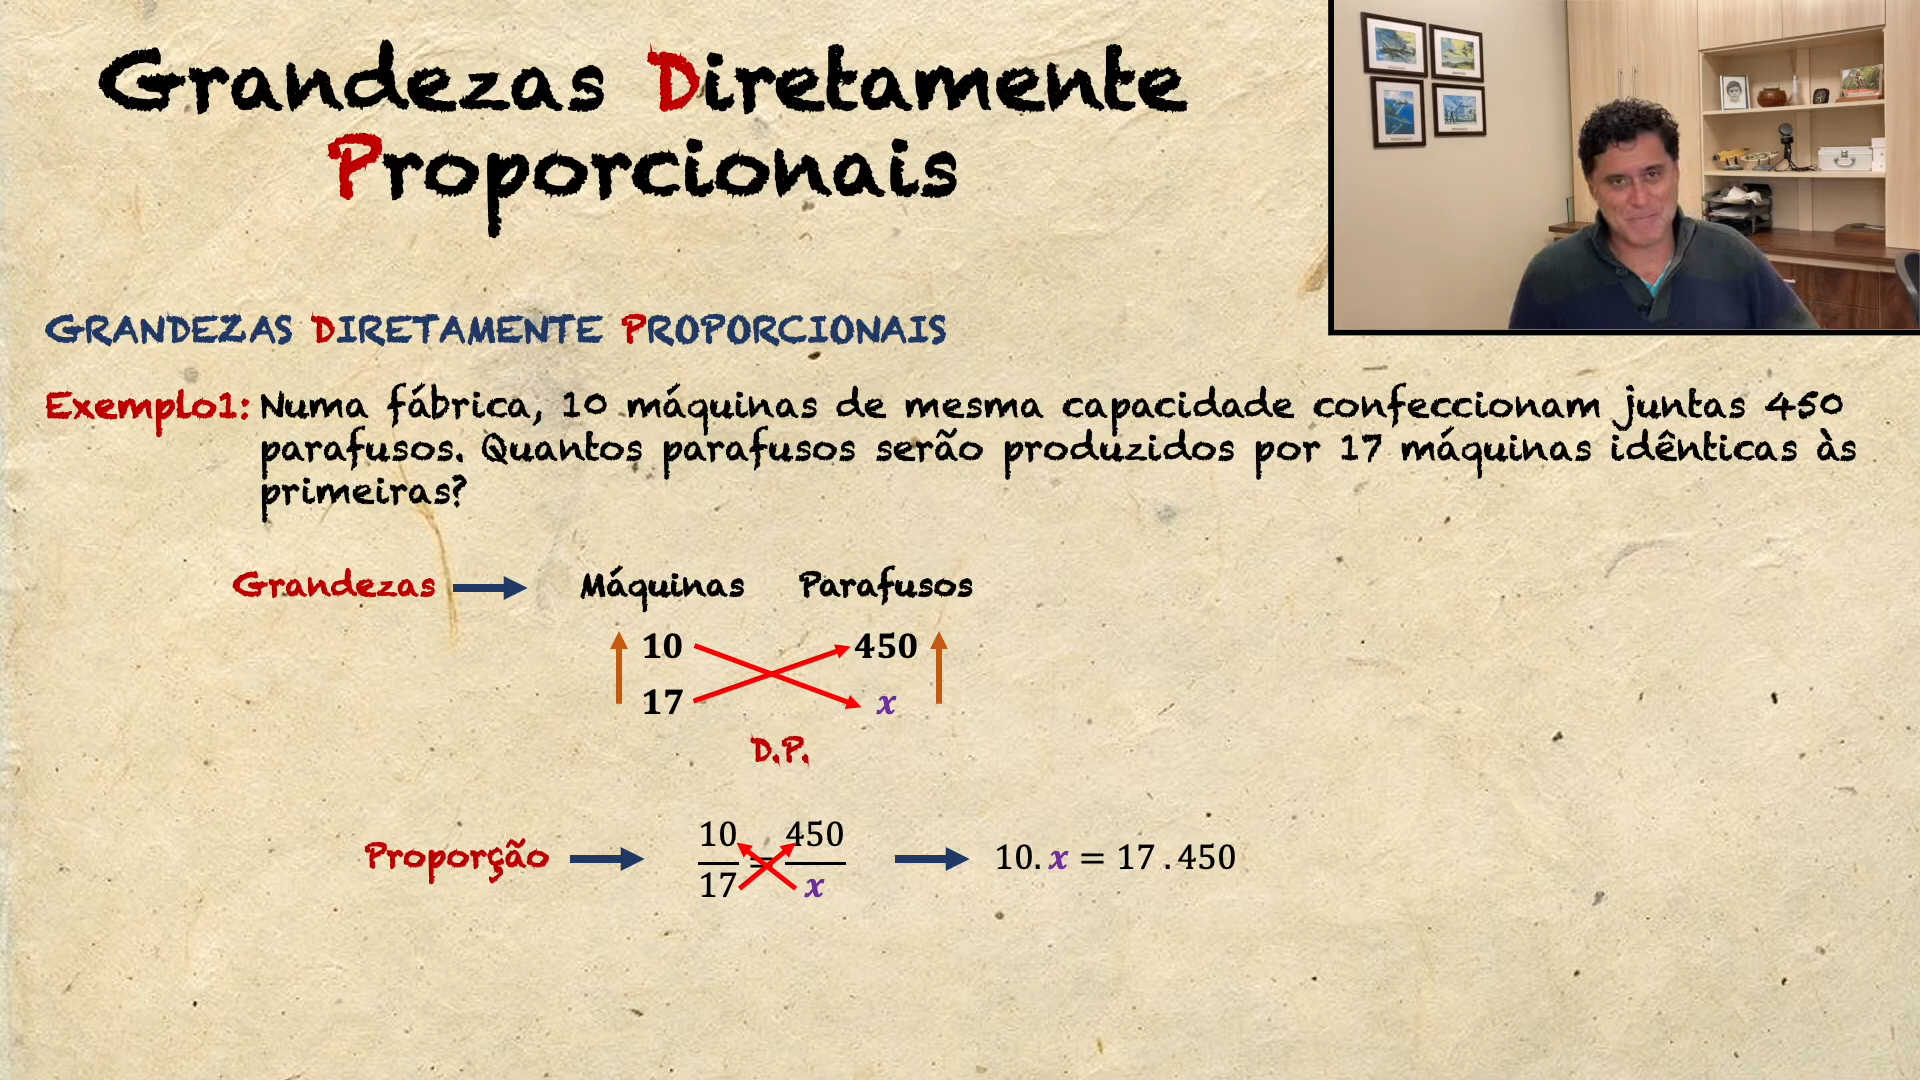 Grandezas Diretamente
Proporcionais
GRANDEZAS DIRETAMENTE PROPORCIONAIS
Exemplo1: Numa fábrica, 10 máquinas de mesma capacidade confeccionam juntas 450
parafusos. Quantos parafusos serão produzidos por 17 máquinas idênticas às
primeiras?
Grandezas Máquinas Parafusos
10 450
17 x
D.P.
Proporção 10/17 = 450/x 10. x = 17 . 450